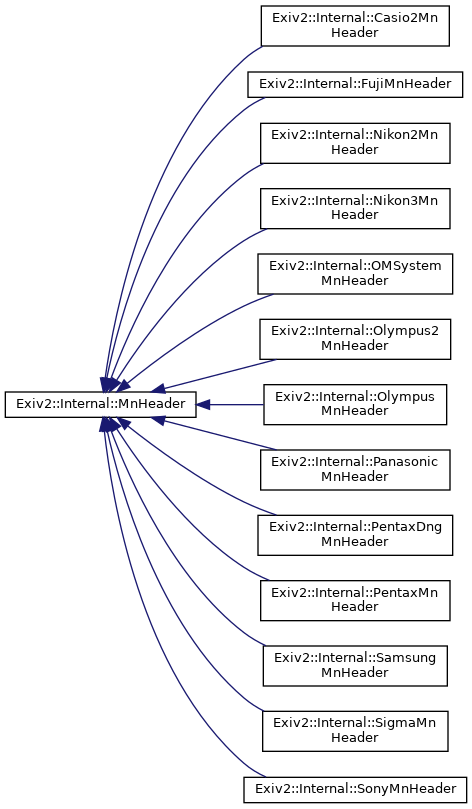 Exiv2::Internal::Casio2Mn
Header
Exiv2::Internal::FujiMnHeader
Exiv2::Internal::Nikon2Mn
Header
Exiv2::Internal::Nikon3Mn
Header
Exiv2::Internal::OMSystem
MnHeader
Exiv2::Internal::Olympus2
MnHeader
Exiv2::Internal::MnHeader
Exiv2::Internal::Olympus
MnHeader
Exiv2::Internal::Panasonic
MnHeader
Exiv2::Internal::PentaxDng
MnHeader
Exiv2::Internal::PentaxMn
Header
Exiv2::Internal::Samsung
MnHeader
Exiv2::Internal::SigmaMn
Header
Exiv2::Internal::SonyMnHeader